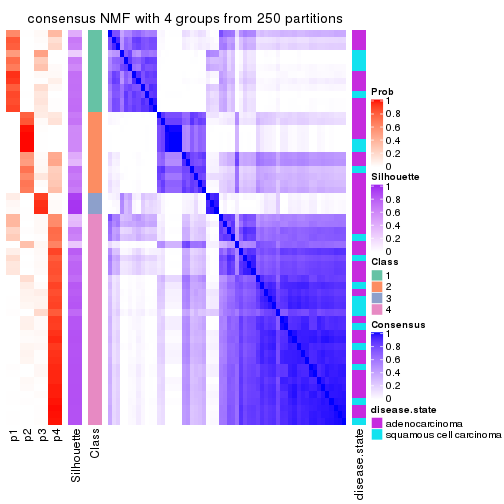 consensus NMF with 4 groups from 250 partitions
Prob
1
0.8
0.6
0.4
0.2
0
Silhouette
1
0.8
0.6
0.4
0.2
0
Class
1
2
3
4
Consensus
1
0.8
0.6
0.4
0.2
0
disease.state
adenocarcinoma
squamous cell carcinoma
p1
p2
p3
p4
Silhouette
Class
disease.state